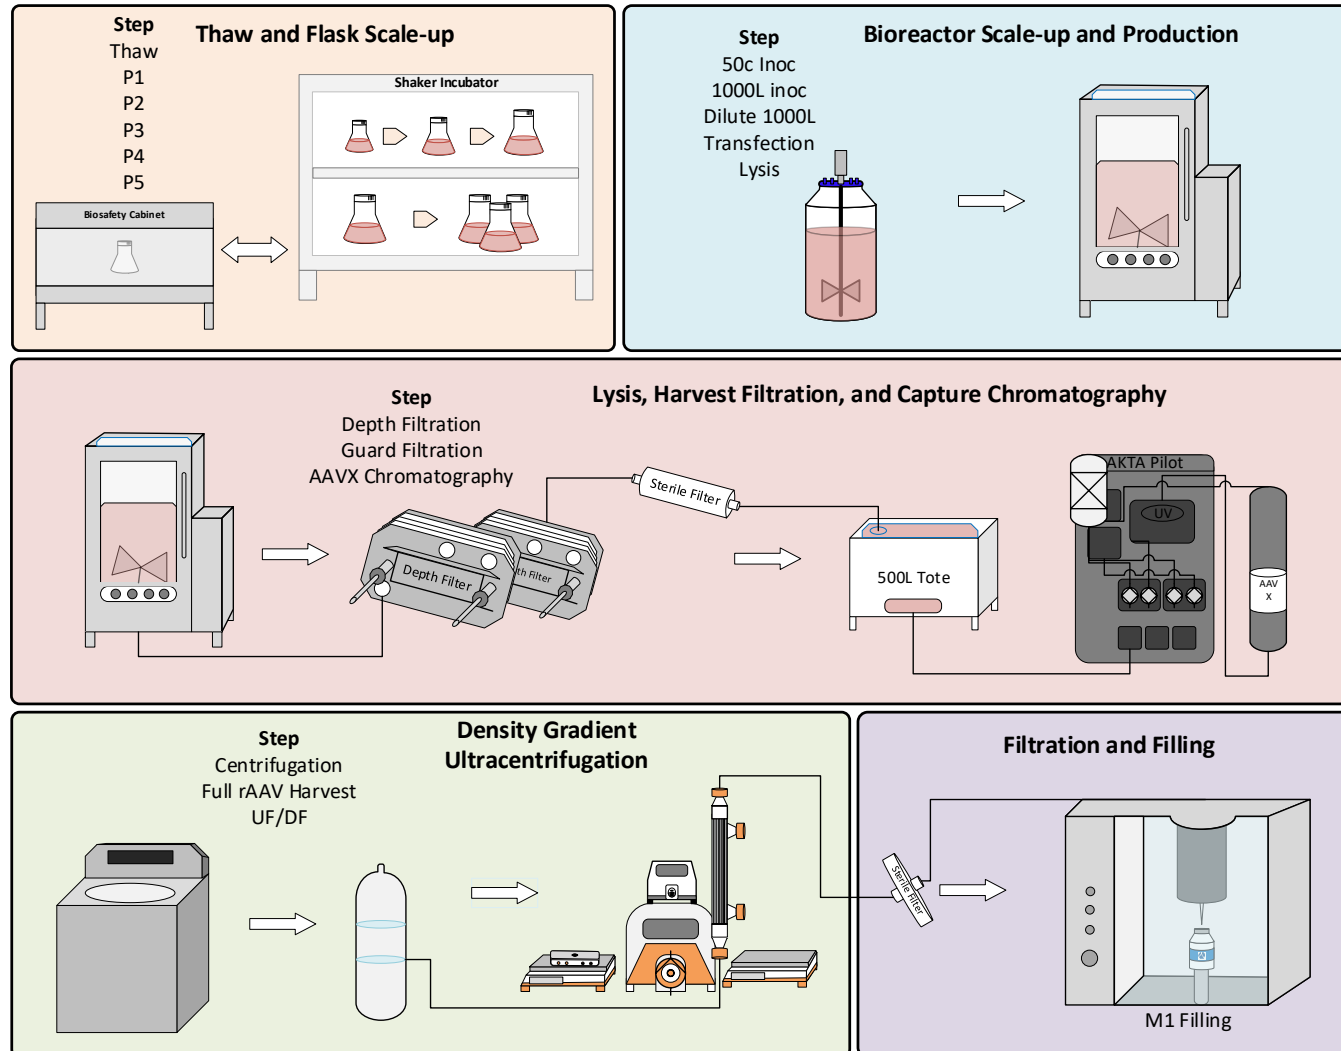 Thaw and Flask Scale-up
Step
Thaw
P1
P2
P3
P4
P5
Biosafety Cabinet
Shaker Incubator
Bioreactor Scale-up and Production
Step
50c Inoc
1000L inoc
Dilute 1000L
Transfection
Lysis
Lysis, Harvest Filtration, and Capture Chromatography
Step
Depth Filtration
Guard Filtration
AAVX Chromatography
Depth Filter
th Filter
Sterile Filter
500L Tote
AKTA Pilot
UV
AAV
X
Density Gradient
Ultracentrifugation
Step
Centrifugation
Full rAAV Harvest
UF/DF
Filtration and Filling
Sterile Filter
M1 Filling